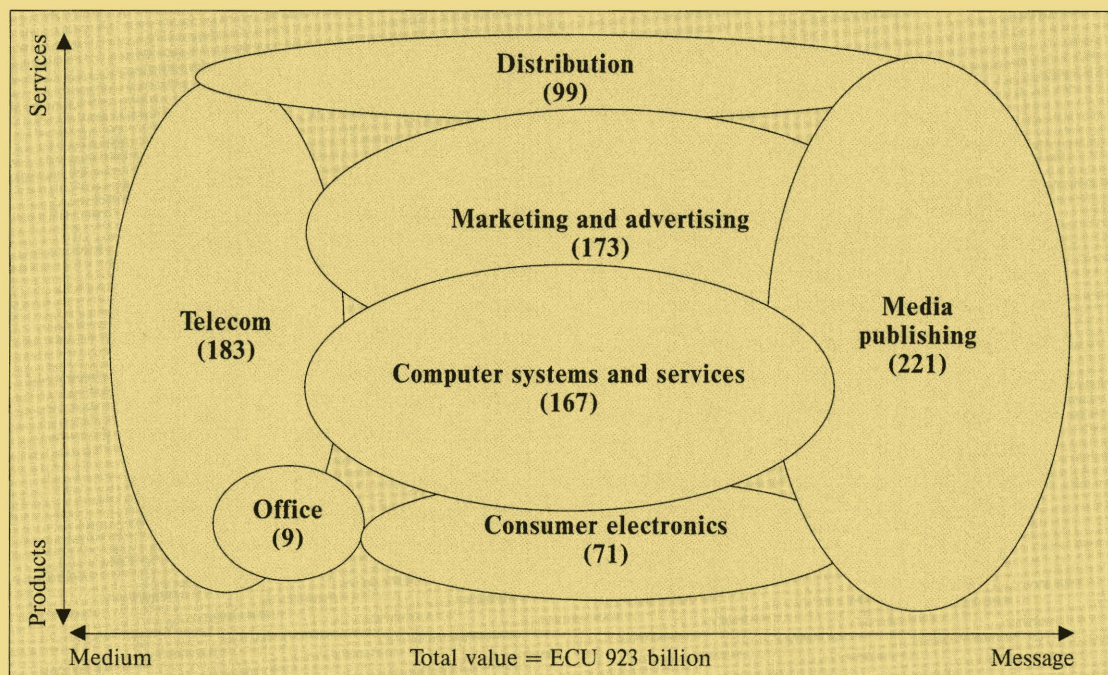 Services
Distribution
(99)
Marketing and advertising
(173)
Telecom
(183)
Media
publishing
(221)
Computer systems and services
(167)
Office
(9)
Consumer electronics
(71)
Products
Medium
Total value = ECU 923 billion
Message